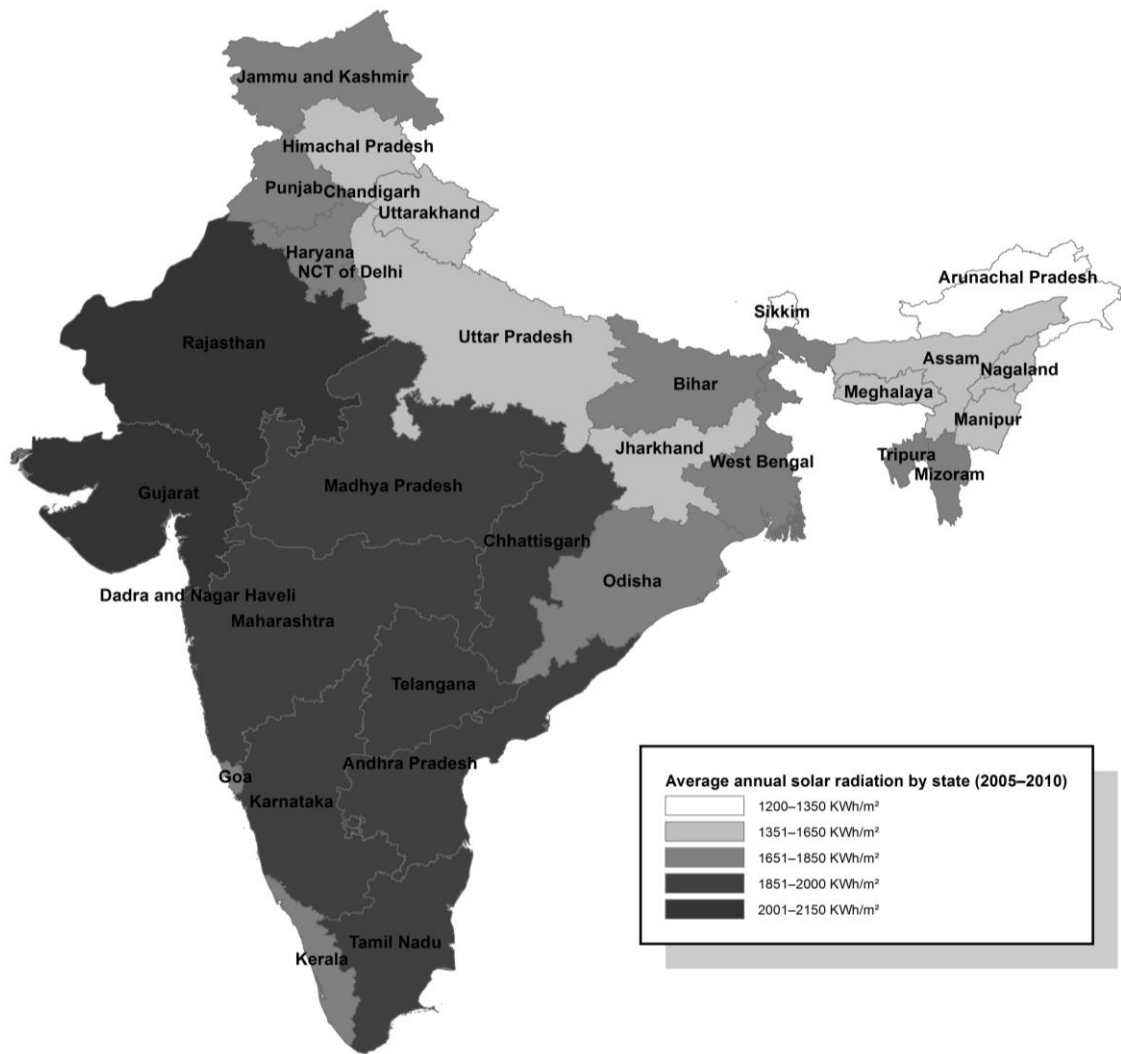 Jammu and Kashmir
Himachal Pradesh
Punjab
Chandigarh
Uttarakhand
Haryana
NCT of Delhi
Arunachal Pradesh
Sikkim
Rajasthan
Uttar Pradesh
Assam
Nagaland
Bihar
Meghalaya
Manipur
Jharkhand
Tripura
West Bengal
Mizoram
Gujarat
Madhya Pradesh
Chhattisgarh
Odisha
Dadra and Nagar Haveli
Maharashtra
Telangana
Andhra Pradesh
Goa
Karnataka
Tamil Nadu
Kerala
Average annual solar radiation by state (2005–2010)
1200–1350 KWh/m²
1351–1650 KWh/m²
1651–1850 KWh/m²
1851–2000 KWh/m²
2001–2150 KWh/m²